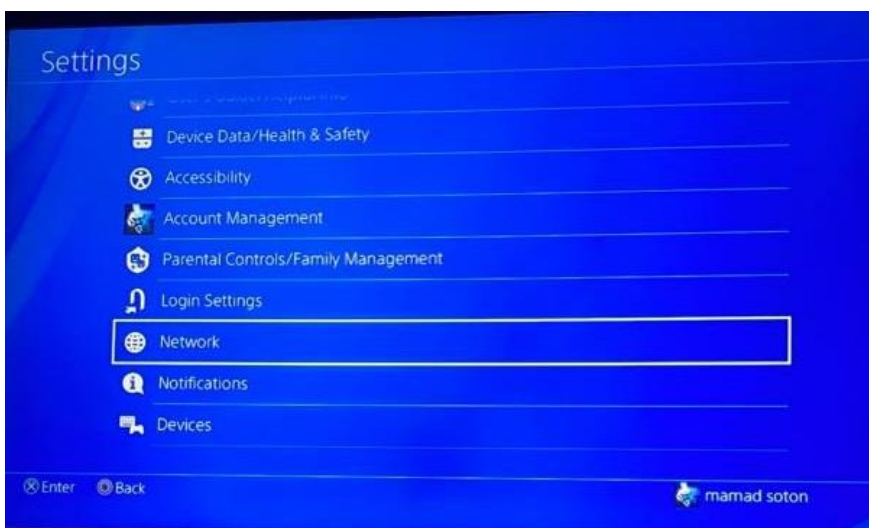 Settings
Device Data/Health & Safety
Accessibility
Account Management
Parental Controls/Family Management
Login Settings
Network
Notifications
Devices
Enter Back
mamad soton